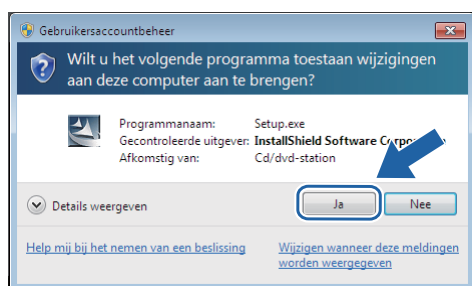 Gebruikersaccountbeheer
Wilt u het volgende programma toestaan wijzigingen
aan deze computer aan te brengen?
Programmanaam: Setup.exe
Gecontroleerde uitgever: InstallShield Software
Afkomstig van: Cd/dvd-station
Details weergeven
Ja
Nee
Help mij bij het nemen van een beslissing
Wijzigen wanneer deze meldingen
worden weergegeven